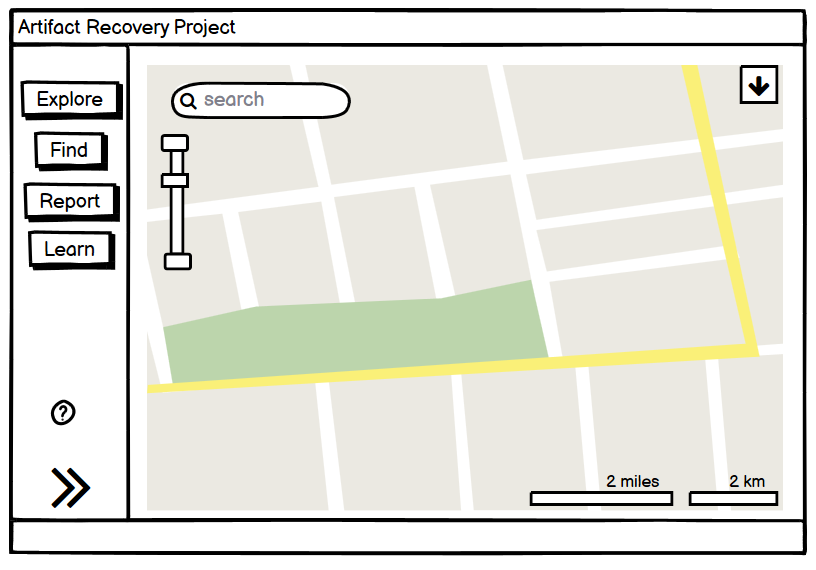 Artifact Recovery Project
Explore
Find
Report
Learn
?
search
2 miles
2 km